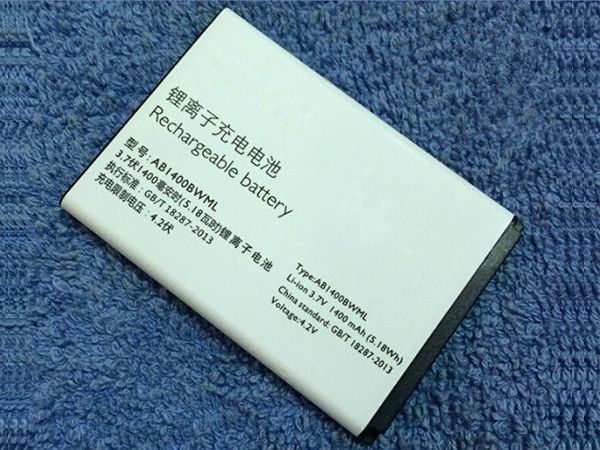 锂离子充电电池
Rechargeable battery
型号: AB1400BWML
3.7伏1400毫安时(5.18瓦时)锂离子电池
执行标准: GB/T 18287-2013
充电限制电压: 4.2伏
Type:AB1400BWML
Li-ion 3.7V 1400 mAh (5.18Wh)
China standard: GB/T 18287-2013
Voltage:4.2V